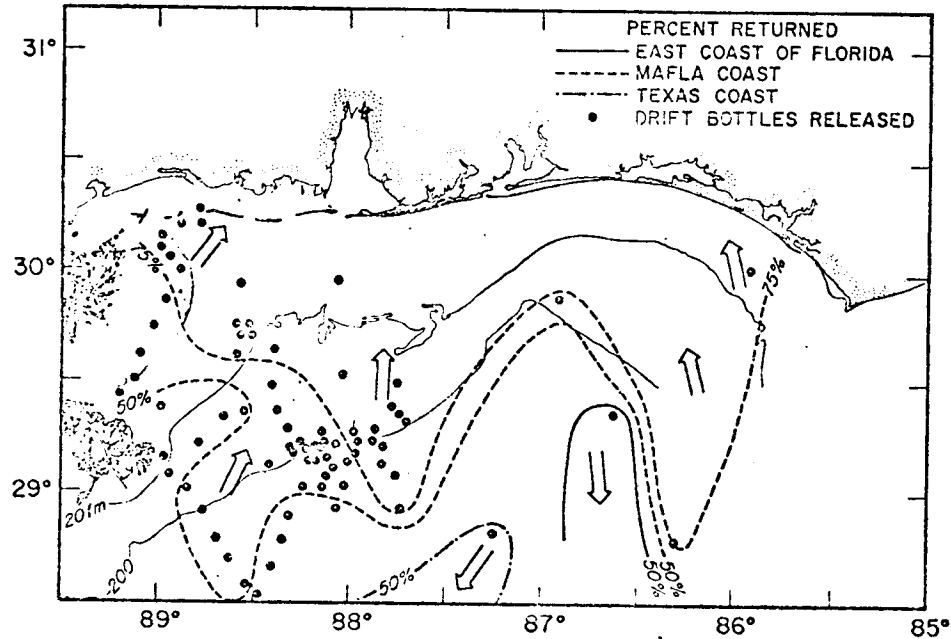 PERCENT RETURNED
EAST COAST OF FLORIDA
MAFLA COAST
TEXAS COAST
DRIFT BOTTLES RELEASED
31°
30°
29°
75%
75%
50%
201m
-200
50%
50%
50%
89°
88°
87°
86°
85°